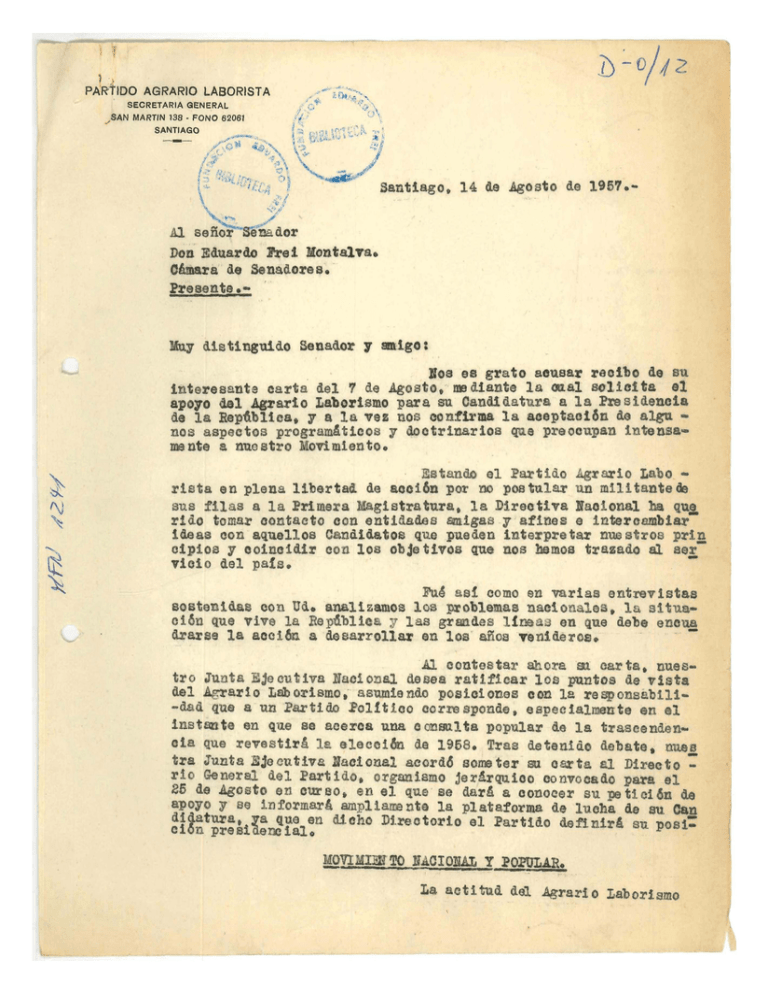 D-0/12
PARTIDO AGRARIO LABORISTA
SECRETARIA GENERAL
SAN MARTIN 138 - FONO 62061
SANTIAGO
FUNDACION EDUARDO FREI
BIBLIOTECA
FUNDACION EDUARDO FREI
BIBLIOTECA
Santiago, 14 de Agosto de 1957.-
Al señor Senador
Don Eduardo Frei Montalva.
Cámara de Senadores.
Presente.-
Muy distinguido Senador y amigo:
Nos es grato acusar recibo de su
interesante carta del 7 de Agosto, mediante la cual solicita el
apoyo del Agrario Laborismo para su Candidatura a la Presidencia
de la República, y a la vez nos confirma la aceptación de algu -
nos aspectos programáticos y doctrinarios que preocupan intensa-
mente a nuestro Movimiento.
Estando el Partido Agrario Labo -
rista en plena libertad de acción por no postular un militante de
sus filas a la Primera Magistratura, la Directiva Nacional ha que
rido tomar contacto con entidades amigas y afines e intercambiar
ideas con aquellos Candidatos que pueden interpretar nuestros prin
cipios y coincidir con los objetivos que nos hemos trazado al ser
vicio del país.
Fué así como en varias entrevistas
sostenidas con Ud. analizamos los problemas nacionales, la situa-
ción que vive la República y las grandes líneas en que debe encua
drarse la acción a desarrollar en los años venideros.
Al contestar ahora su carta, nues-
tro Junta Ejecutiva Nacional desea ratificar los puntos de vista
del Agrario Laborismo, asumiendo posiciones con la responsabili-
-dad que a un Partido Político corresponde, especialmente en el
instante en que se acerca una consulta popular de la trascenden-
cia que revestirá la elección de 1958. Tras detenido debate, nues
tra Junta Ejecutiva Nacional acordó someter su carta al Directo -
rio General del Partido, organismo jerárquico convocado para el
25 de Agosto en curso, en el que se dará a conocer su petición de
apoyo y se informará ampliamente la plataforma de lucha de su Can
didatura, ya que en dicho Directorio el Partido definirá su posi-
ción presidencial.
MOVIMIENTO NACIONAL Y POPULAR.
La actitud del Agrario Laborismo
MFN 1241